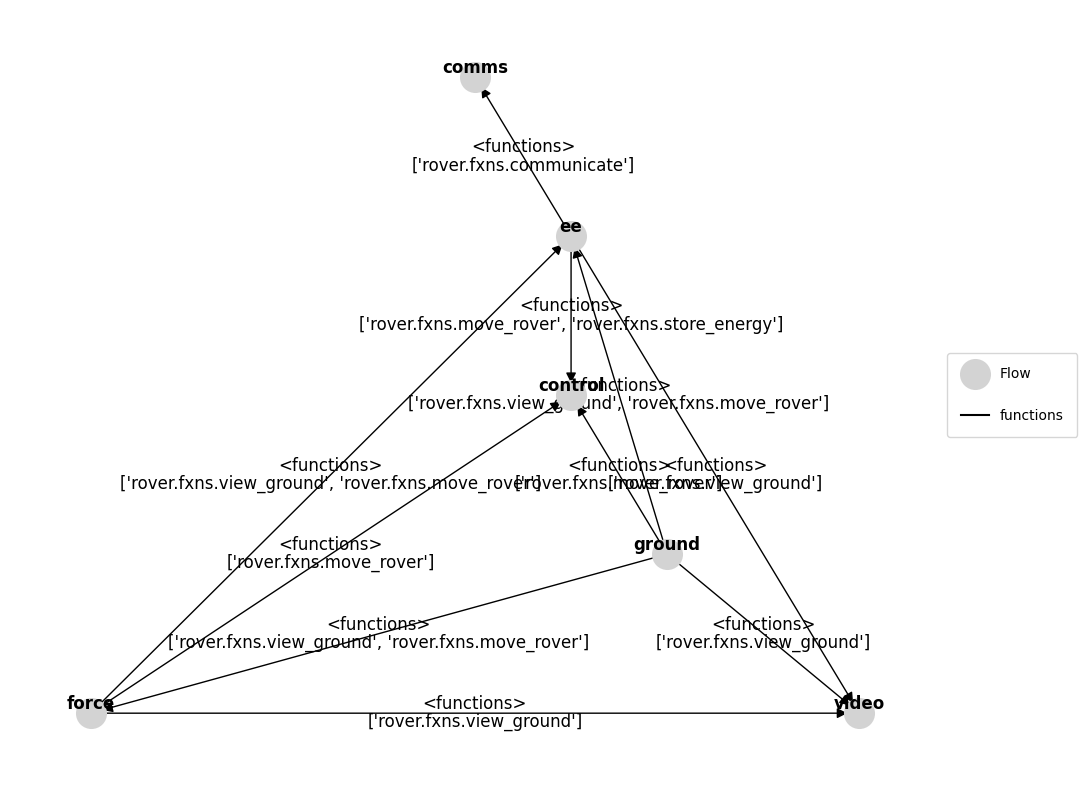 comms
<functions>
['rover.fxns.communicate']
ee
<functions>
['rover.fxns.move_rover', 'rover.fxns.store_energy']
control
<functions>
['rover.fxns.view_ground', 'rover.fxns.move_rover']
Flow
functions
<functions>
['rover.fxns.view_ground', 'rover.fxns.move_rover']
<functions>
['rover.fxns.move_rover']
<functions>
['rover.fxns.view_ground']
<functions>
['rover.fxns.move_rover']
ground
<functions>
['rover.fxns.view_ground', 'rover.fxns.move_rover']
<functions>
['rover.fxns.view_ground']
force
<functions>
['rover.fxns.view_ground']
video